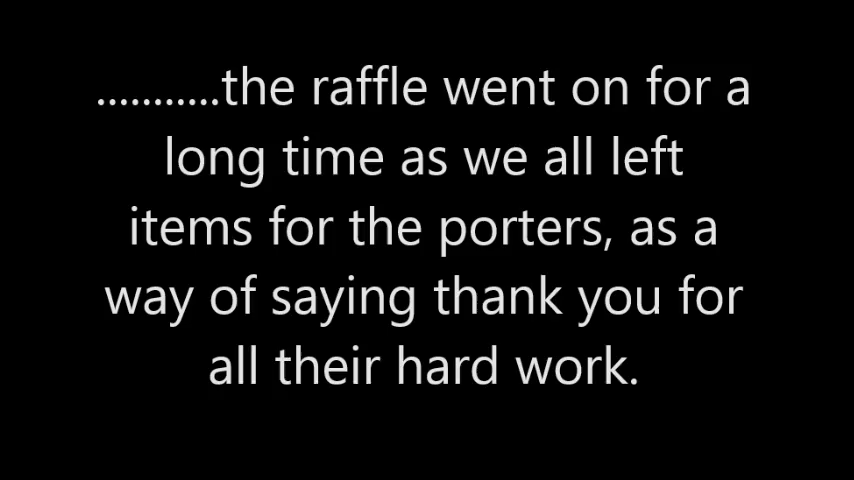 ...........the raffle went on for a
long time as we all left
items for the porters, as a
way of saying thank you for
all their hard work.